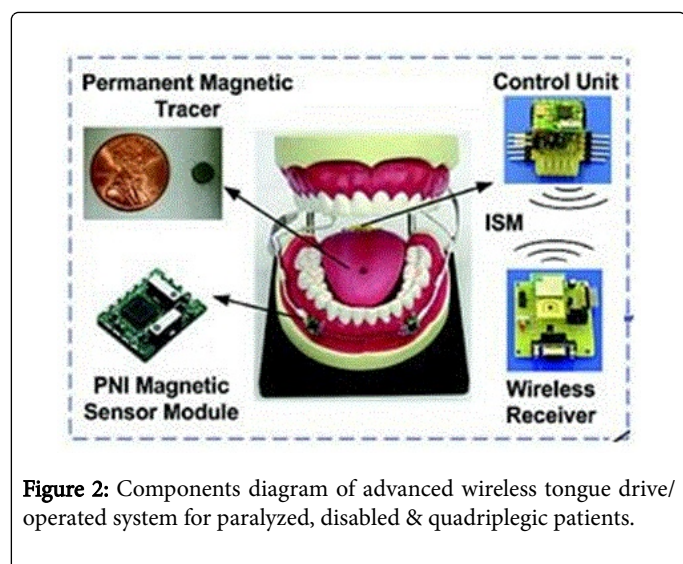 Permanent Magnetic
Tracer
Control Unit
ISM
PNI Magnetic
Sensor Module
Wireless
Receiver
Figure 2: Components diagram of advanced wireless tongue drive/
operated system for paralyzed, disabled & quadriplegic patients.